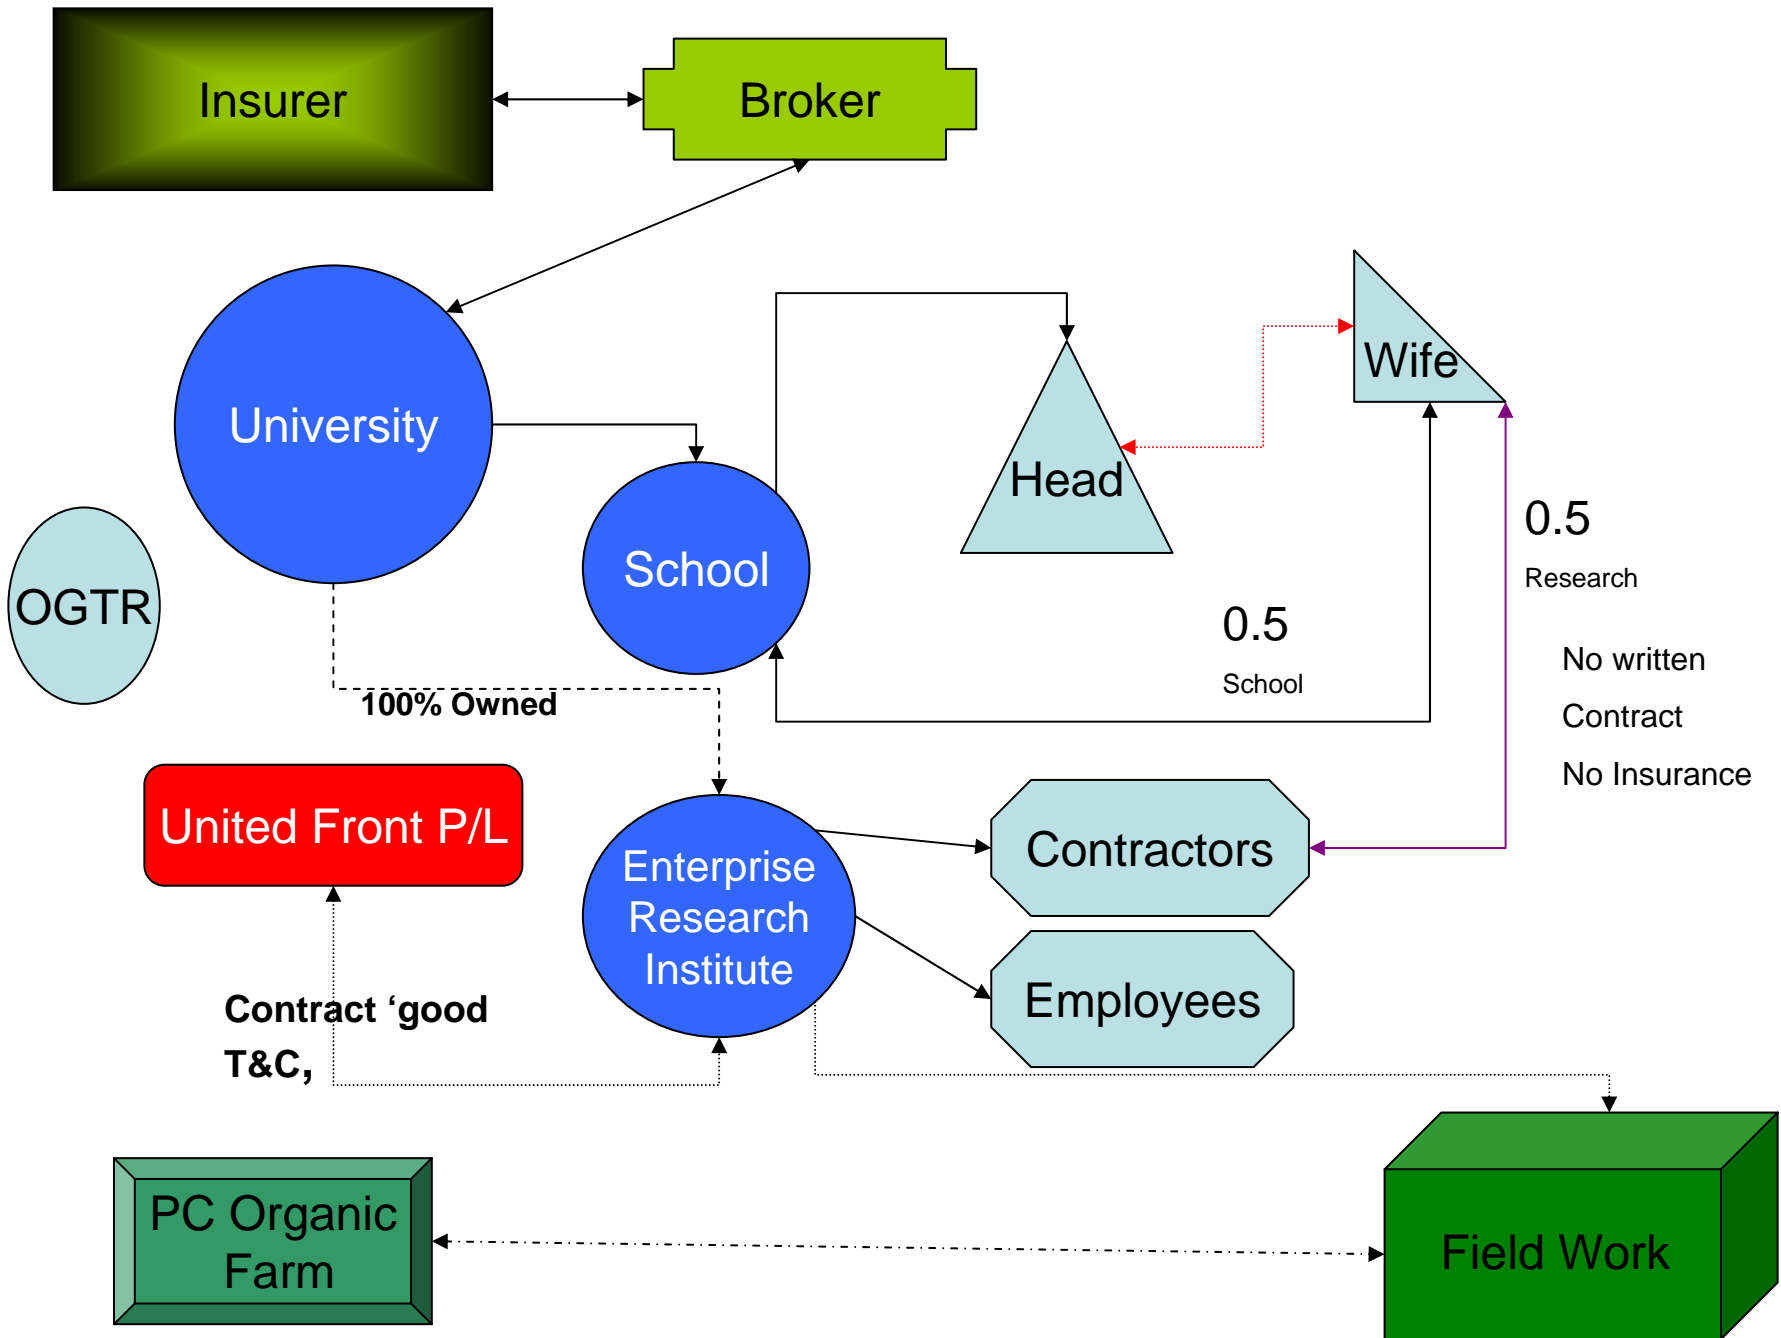 Insurer
Broker
University
Wife
Head
School
OGTR
0.5
Research
0.5
School
No written
Contract
No Insurance
100% Owned
United Front P/L
Enterprise
Research
Institute
Contractors
Employees
Contract ‘good
T&C,
PC Organic
Farm
Field Work